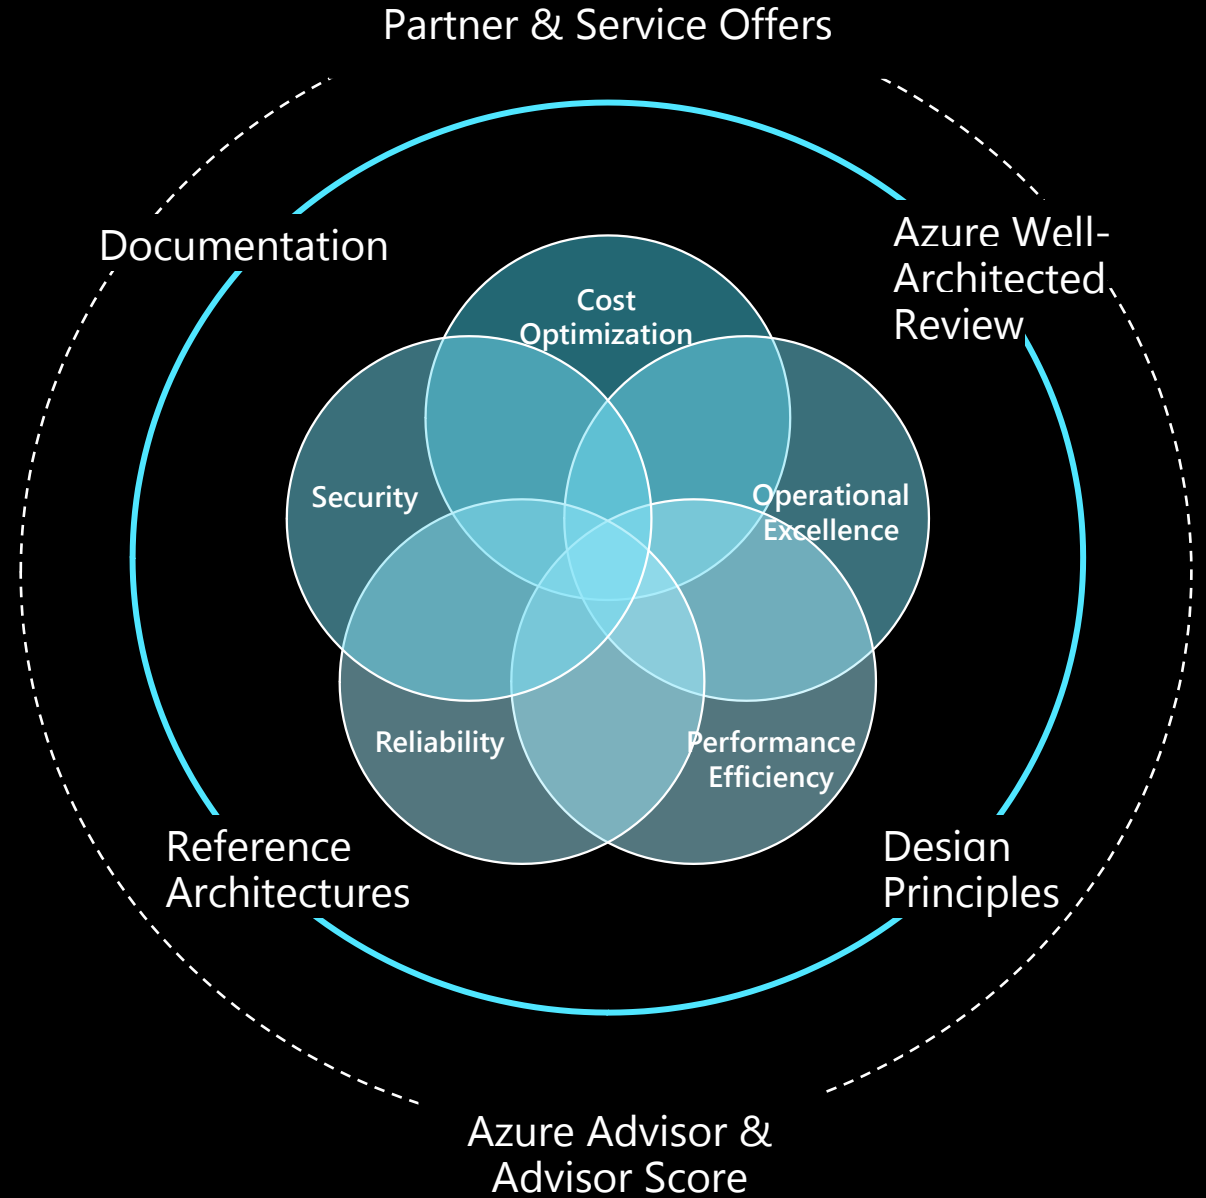 Partner & Service Offers
Documentation
Azure Well-
Architected
Review
Cost
Optimization
Security
Operational
Excellence
Reliability
Performance
Efficiency
Reference
Architectures
Design
Principles
Azure Advisor &
Advisor Score